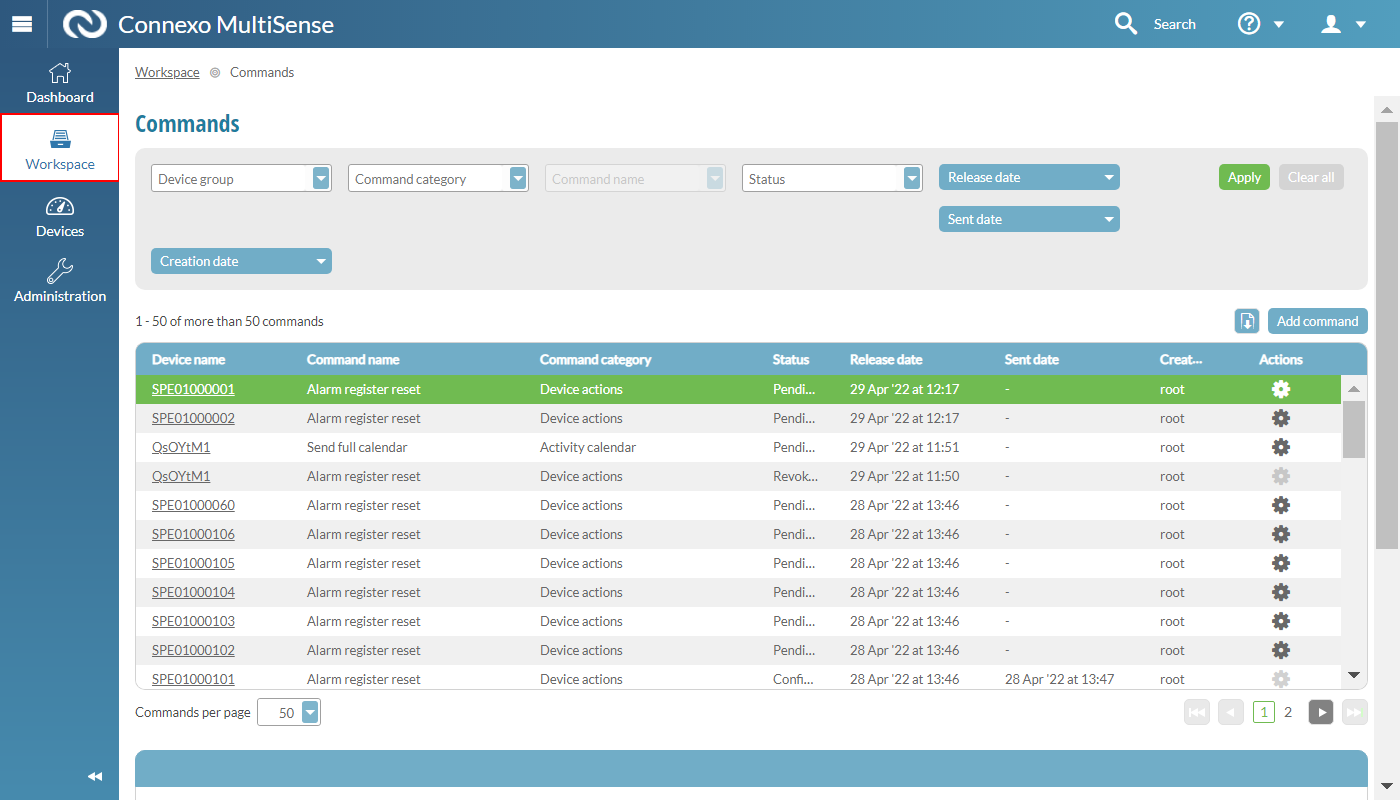 Connexo MultiSense
Search
Dashboard
Workspace
Devices
Administration
Workspace Commands
Commands
Device group Command category Command name Status Release date Apply Clear all
Sent date
Creation date
1 - 50 of more than 50 commands
Add command
Device name Command name Command category Status Release date Sent date Creat... Actions
SPE01000001 Alarm register reset Device actions Pendi... 29 Apr '22 at 12:17 - root
SPE01000002 Alarm register reset Device actions Pendi... 29 Apr '22 at 12:17 - root
QsOYtM1 Send full calendar Activity calendar Pendi... 29 Apr '22 at 11:51 - root
QsOYtM1 Alarm register reset Device actions Revok... 29 Apr '22 at 11:50 - root
SPE01000060 Alarm register reset Device actions Pendi... 28 Apr '22 at 13:46 - root
SPE01000106 Alarm register reset Device actions Pendi... 28 Apr '22 at 13:46 - root
SPE01000105 Alarm register reset Device actions Pendi... 28 Apr '22 at 13:46 - root
SPE01000104 Alarm register reset Device actions Pendi... 28 Apr '22 at 13:46 - root
SPE01000103 Alarm register reset Device actions Pendi... 28 Apr '22 at 13:46 - root
SPE01000102 Alarm register reset Device actions Pendi... 28 Apr '22 at 13:46 - root
SPE01000101 Alarm register reset Device actions Confi... 28 Apr '22 at 13:46 28 Apr '22 at 13:47 root
Commands per page 50
1 2